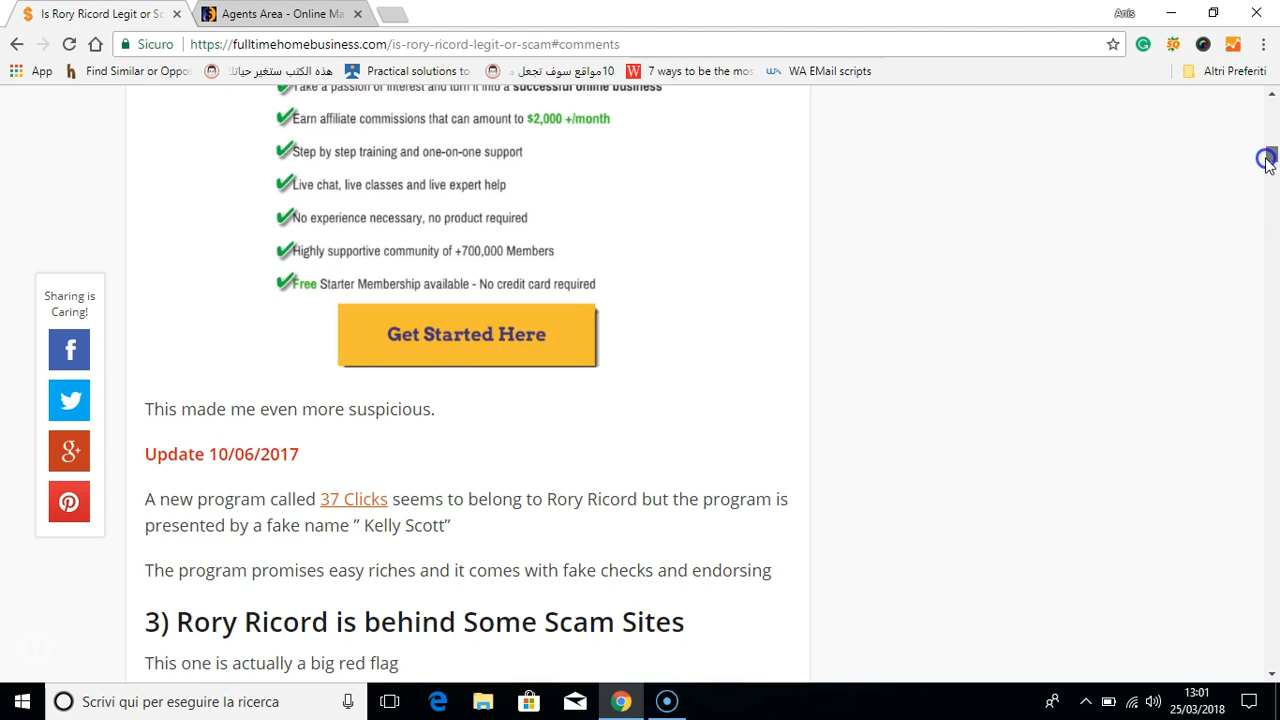 Is Rory Ricord Legit or Sc
Agents Area - Online Ma
Anis
Sicuro
https://fulltimehomebusiness.com/is-rory-ricord-legit-or-scam#comments
App
Find Similar or Oppo
هذه الكتب ستغير حياتك
Practical solutions to
10مواقع سوف تجعل
7 ways to be the mos
WA EMail scripts
Altri Preferiti
Take a passion or interest and turn it into a successful online business
Earn affiliate commissions that can amount to $2,000 +/month
Step by step training and one-on-one support
Live chat, live classes and live expert help
No experience necessary, no product required
Highly supportive community of +700,000 Members
Free Starter Membership available - No credit card required
Get Started Here
Sharing is
Caring!
This made me even more suspicious.
Update 10/06/2017
A new program called 37 Clicks seems to belong to Rory Ricord but the program is
presented by a fake name ” Kelly Scott”
The program promises easy riches and it comes with fake checks and endorsing
3) Rory Ricord is behind Some Scam Sites
This one is actually a big red flag
Scrivi qui per eseguire la ricerca
13:01
25/03/2018